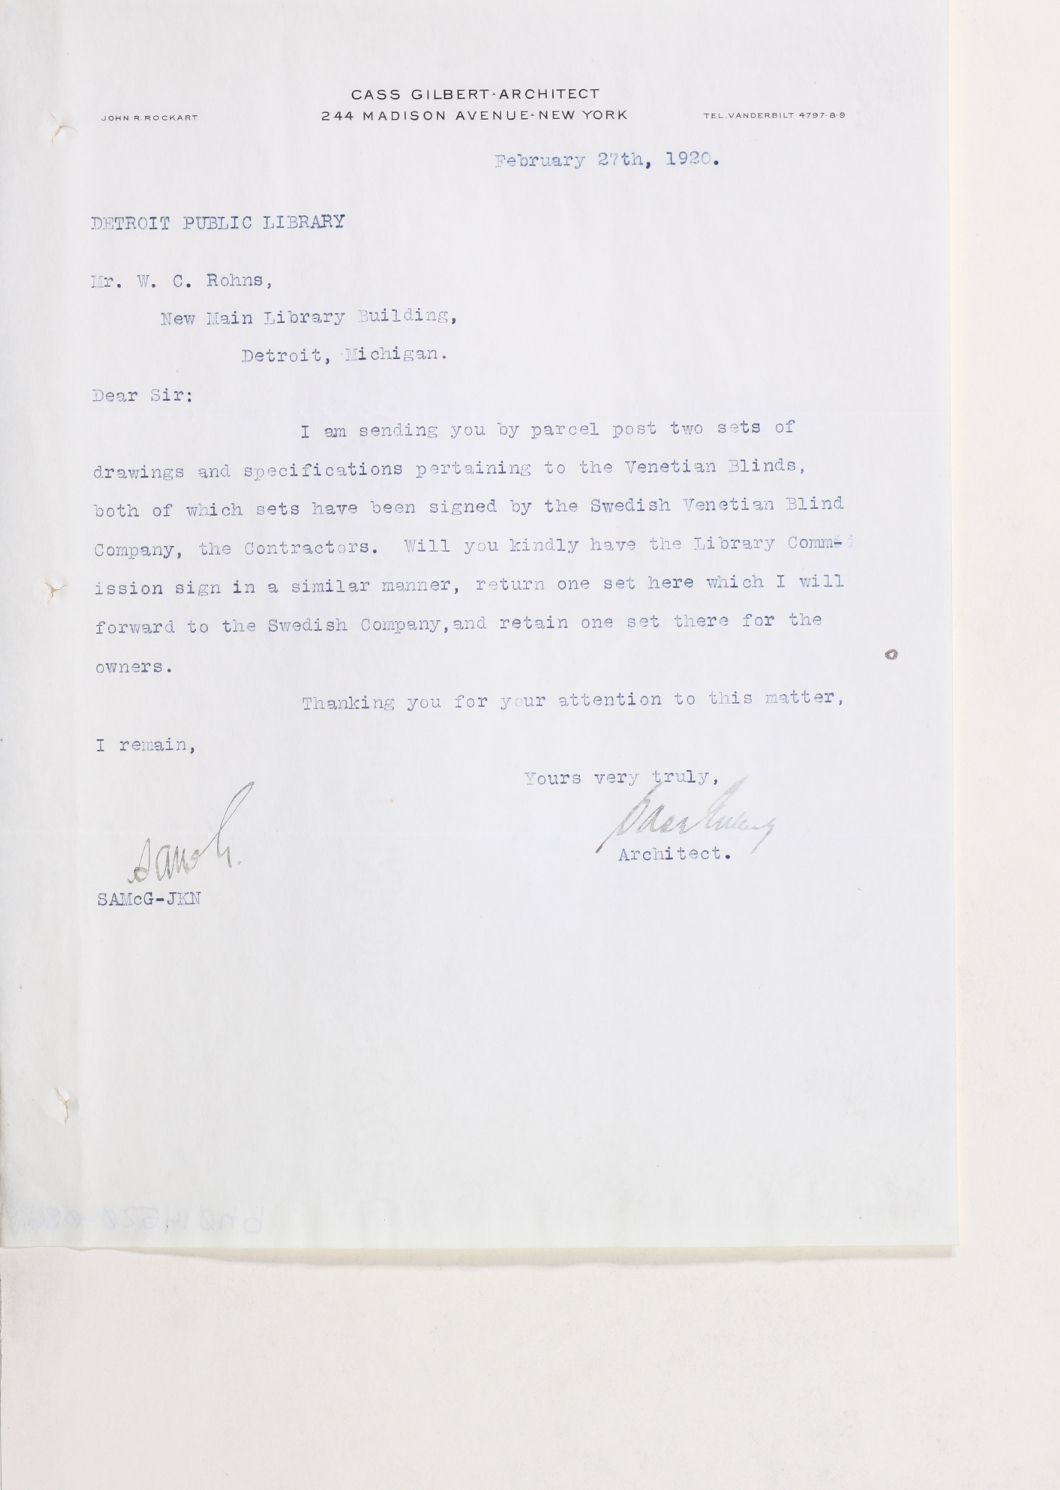 CASS GILBERT-ARCHITECT
JOHN R. ROCKART 244 MADISON AVENUE-NEW YORK TEL. VANDERBILT 4797-8-9
February 27th, 1920.
DETROIT PUBLIC LIBRARY
Mr. W. C. Rohns,
New Main Library Building,
Detroit, Michigan.
Dear Sir:
I am sending you by parcel post two sets of
drawings and specifications pertaining to the Venetian Blinds,
both of which sets have been signed by the Swedish Venetian Blind
Company, the Contractors. Will you kindly have the Library Comm-
ission sign in a similar manner, return one set here which I will
forward to the Swedish Company,and retain one set there for the
owners.
Thanking you for your attention to this matter,
I remain,
Yours very truly,
Cass Gilbert
Architect.
SAMcG-JKN